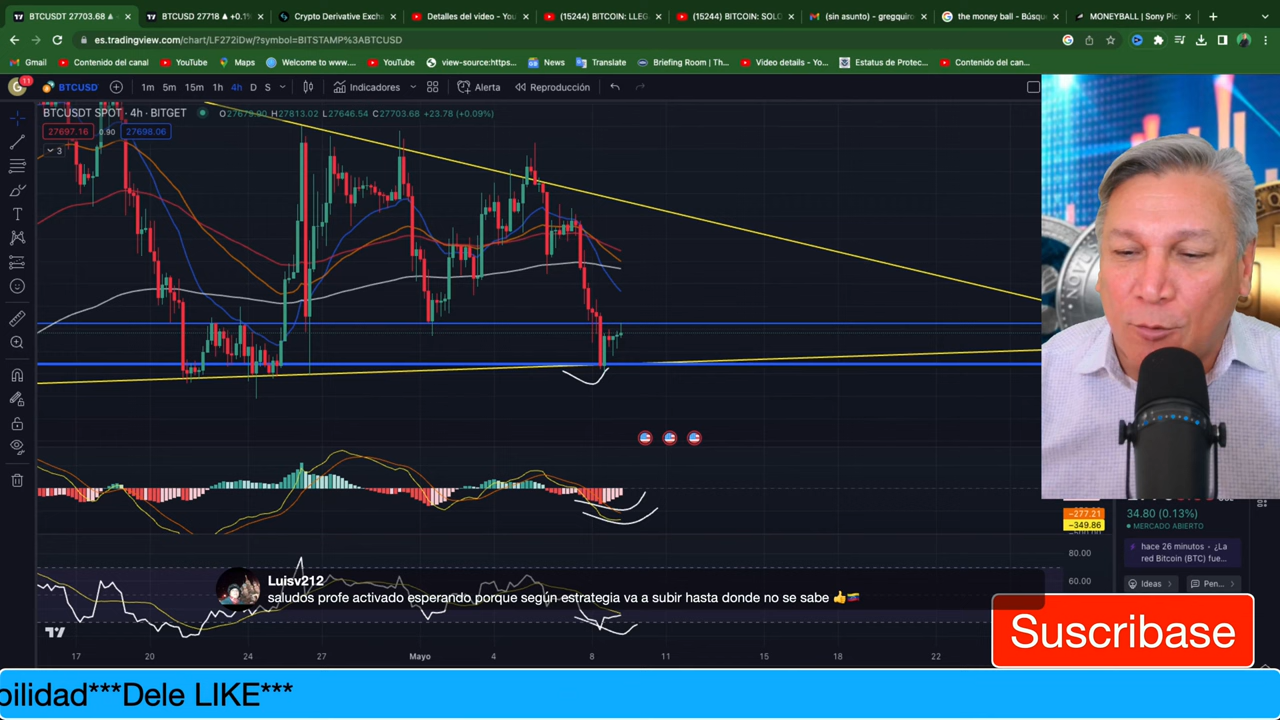 BTCUSD 27703.68 ▲ +
BTCUSD 27718 ▲ +0.1%
Crypto Derivative Excha
Detalles del video - You
(15244) BITCOIN: LLEG
(15244) BITCOIN: SOLO
(sin asunto) - gregquiro
the money ball - Búsqu
MONEYBALL | Sony Pic
es.tradingview.com/chart/LF272iDw/?symbol=BITSTAMP%3ABTCUSD
Gmail
Contenido del canal
YouTube
Maps
Welcome to www....
YouTube
view-source:https...
News
Translate
Briefing Room | Th...
Video details - Yo...
Estatus de Protec...
Contenido del can...
11
BTCUSD
1m 5m 15m 1h 4h D S
Indicadores
Alerta
Reproducción
BTCUSDT SPOT · 4h · BITGET
O27679.90 H27813.02 L27646.54 C27703.68 +23.78 (+0.09%)
27697.16
0.90
27698.06
3
−277.21
−349.86
80.00
60.00
34.80 (0.13%)
MERCADO ABIERTO
hace 26 minutos · ¿La
red Bitcoin (BTC) fue...
Ideas
Pen...
Luisv212
saludos profe activado esperando porque según estrategia va a subir hasta donde no se sabe 👍🇻🇪
Suscribase
17 20 24 27 Mayo 4 8 11 15 18 22
bilidad***Dele LIKE***